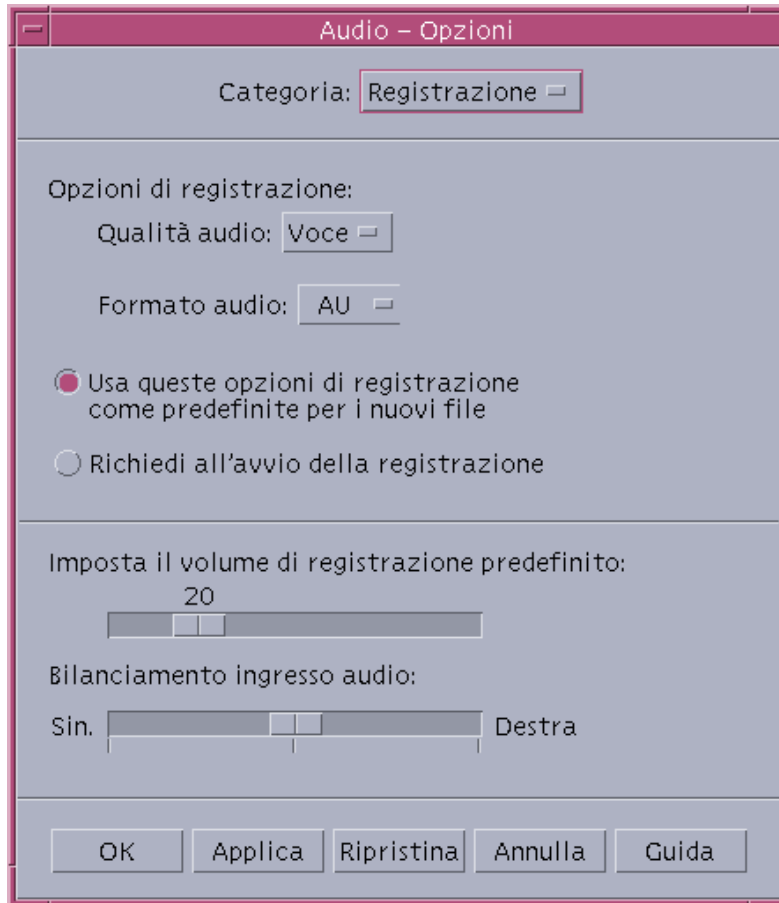 Audio – Opzioni
Categoria: Registrazione
Opzioni di registrazione:
Qualità audio: Voce
Formato audio: AU
Usa queste opzioni di registrazione
come predefinite per i nuovi file
Richiedi all'avvio della registrazione
Imposta il volume di registrazione predefinito:
20
Bilanciamento ingresso audio:
Sin. Destra
OK Applica Ripristina Annulla Guida